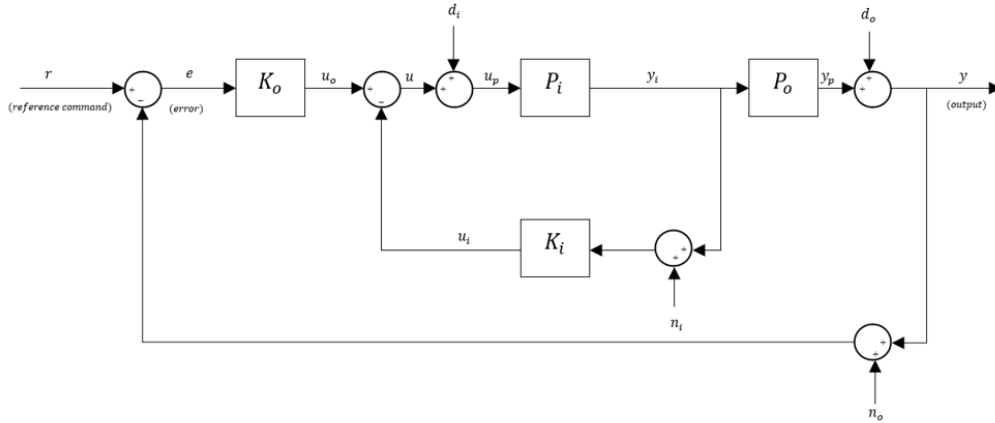 d_i
d_o
r
e
K_o
u_o
u
u_p
P_i
y_i
P_o
y_p
y
(reference command)
(error)
(output)
+
−
+
−
+
+
+
+
u_i
K_i
+
+
n_i
+
+
n_o